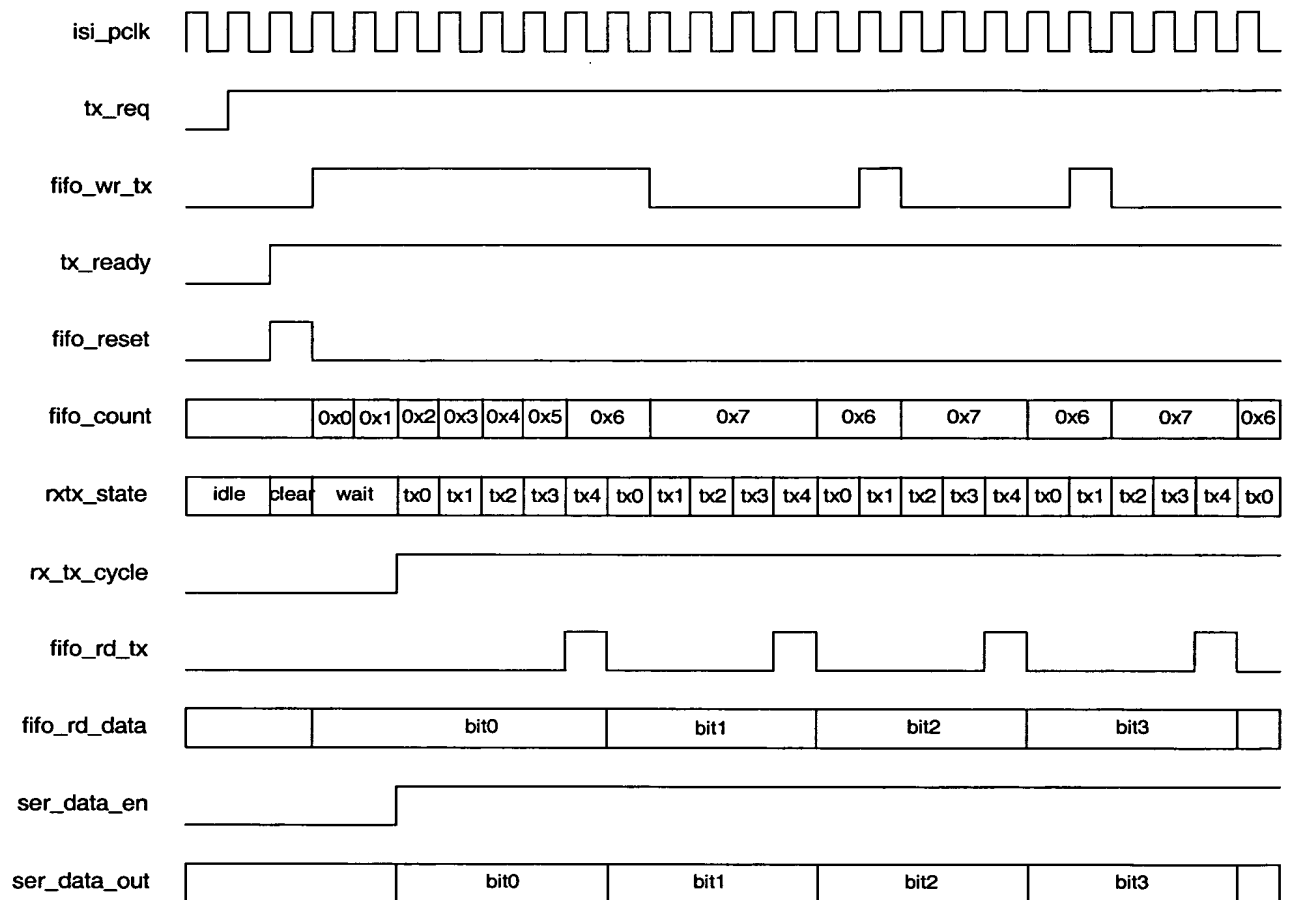 isi_pclk
tx_req
fifo_wr_tx
tx_ready
fifo_reset
fifo_count 0x0 0x1 0x2 0x3 0x4 0x5 0x6 0x7 0x6 0x7 0x6 0x7 0x6
rxtx_state idle clear wait tx0 tx1 tx2 tx3 tx4 tx0 tx1 tx2 tx3 tx4 tx0 tx1 tx2 tx3 tx4 tx0 tx1 tx2 tx3 tx4 tx0
rx_tx_cycle
fifo_rd_tx
fifo_rd_data bit0 bit1 bit2 bit3
ser_data_en
ser_data_out bit0 bit1 bit2 bit3